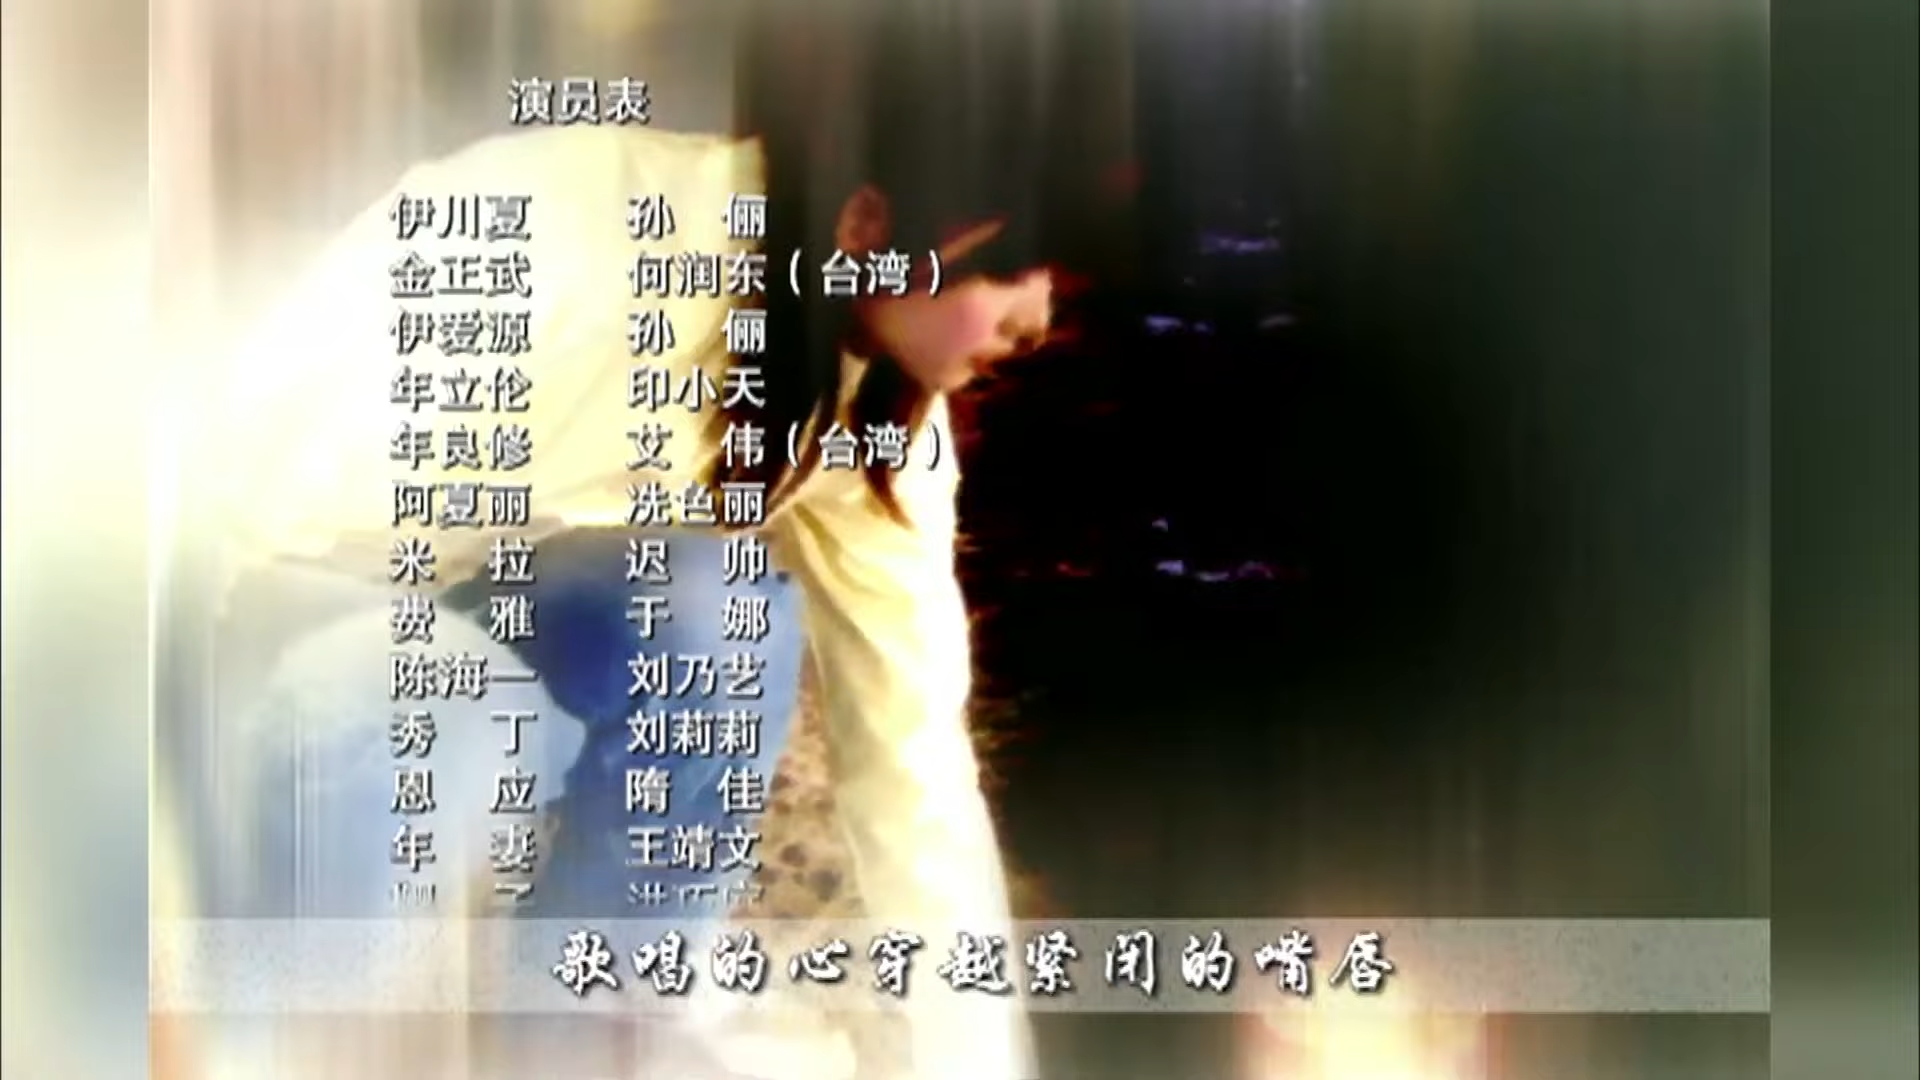 演员表
伊川夏 孙 俪
金正武 何润东（台湾）
伊爱源 孙 俪
年立伦 印小天
年良修 艾 伟（台湾）
阿夏丽 冼色丽
米 拉 迟 帅
费 雅 于 娜
陈海一 刘乃艺
秀 丁 刘莉莉
恩 应 隋 佳
年 妻 王靖文
歌唱的心穿越紧闭的嘴唇